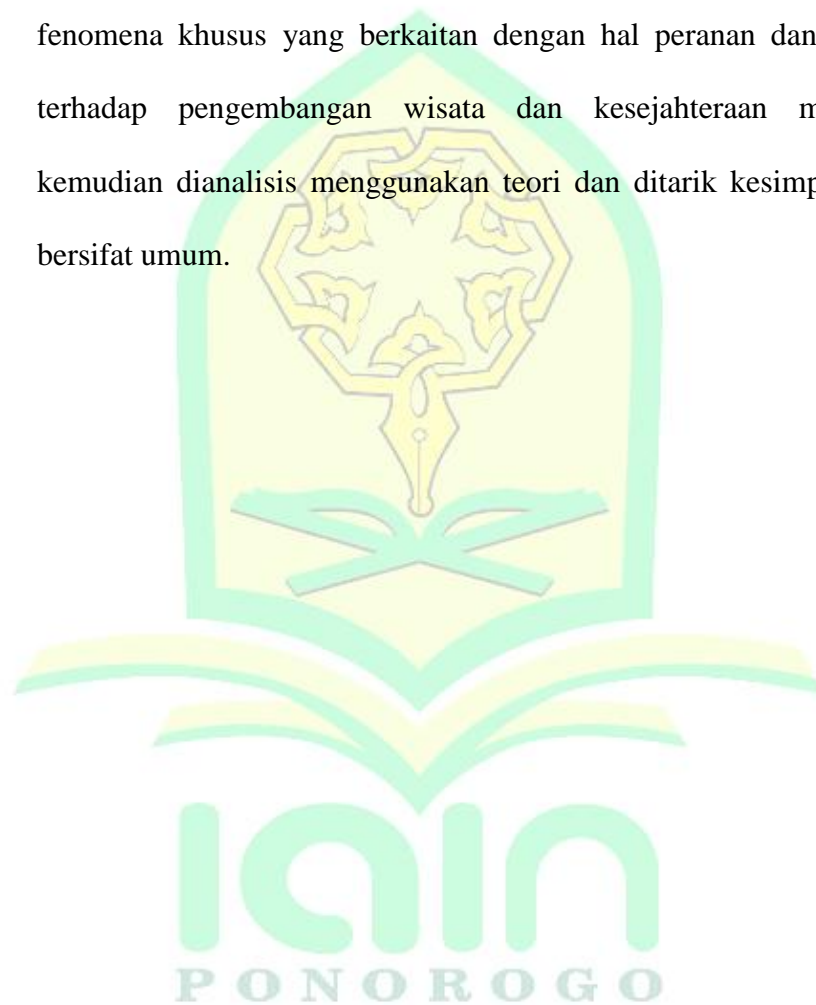 fenomena khusus yang berkaitan dengan hal peranan dan
terhadap pengembangan wisata dan kesejahteraan m
kemudian dianalisis menggunakan teori dan ditarik kesimp
bersifat umum.
iain
PONOROGO